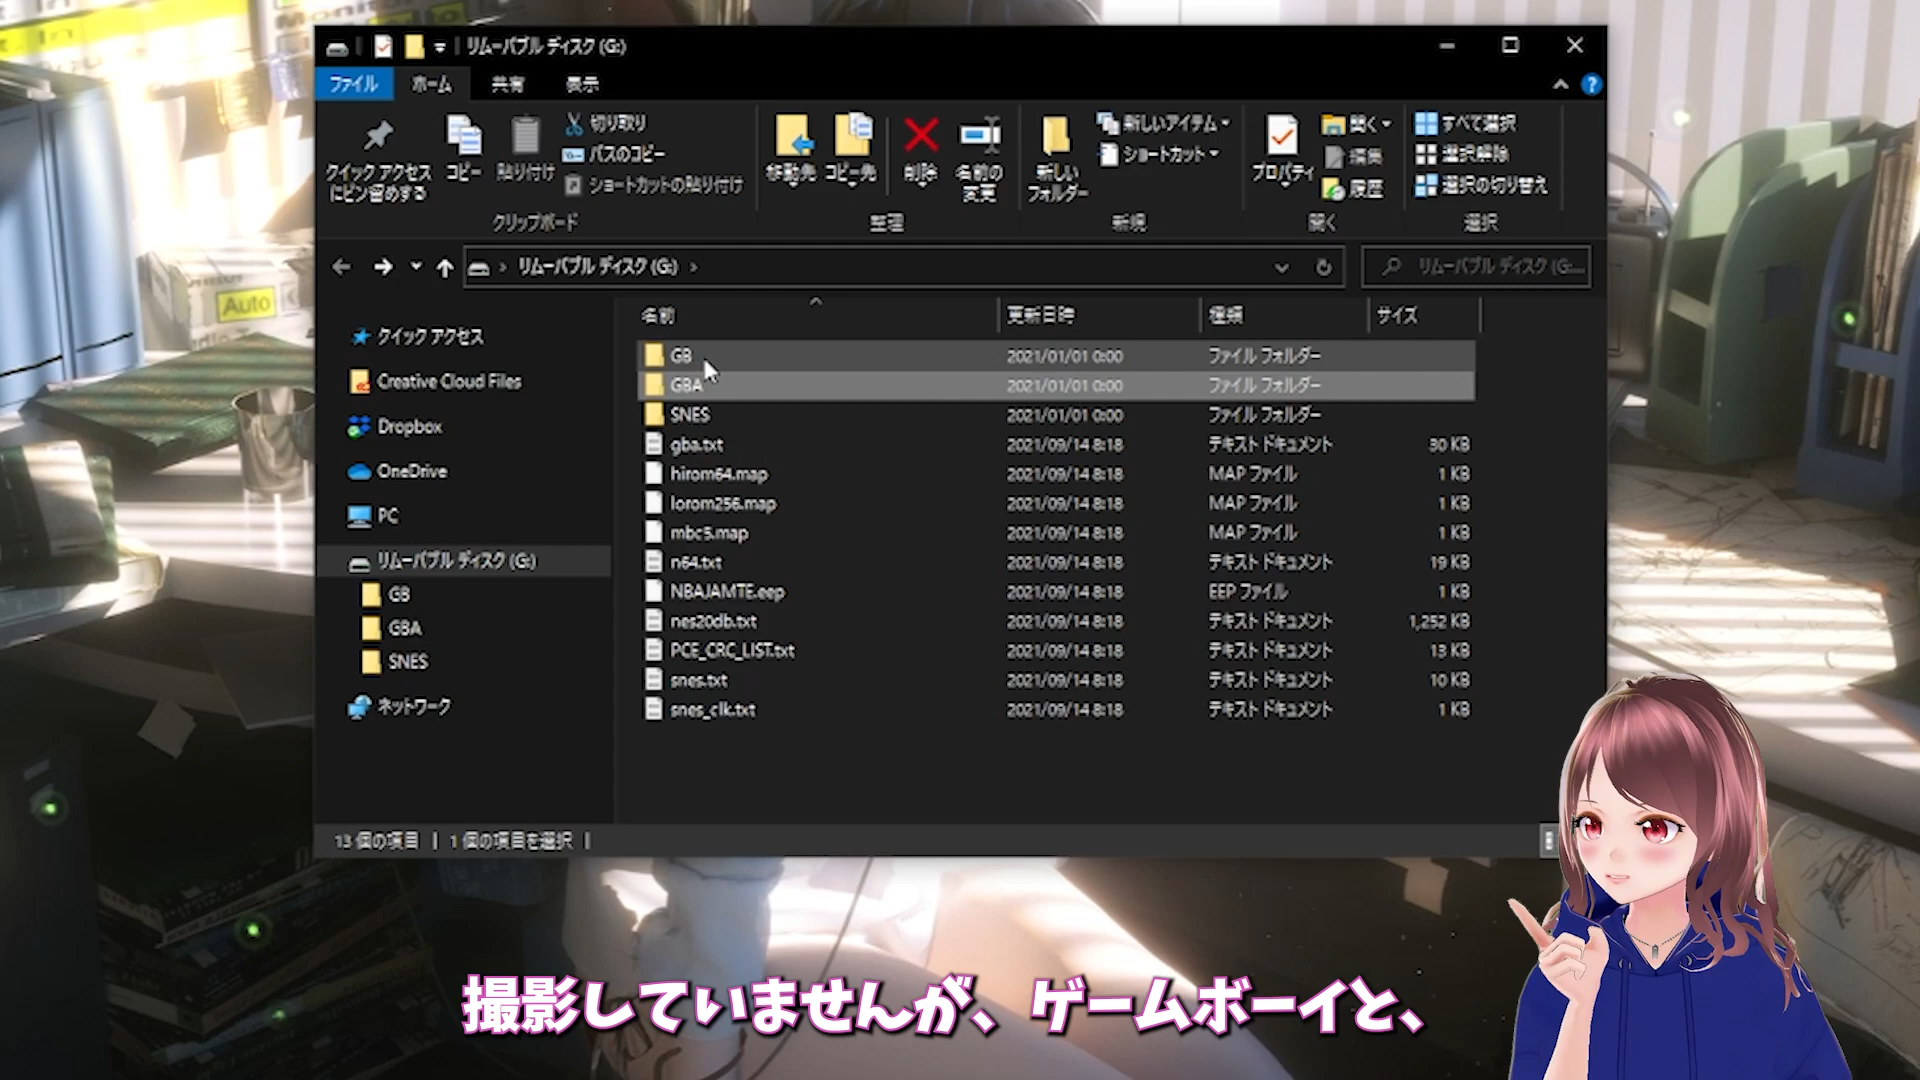 リムーバブル ディスク (G:)
ファイル ホーム 共有 表示
クイック アクセス
にピン留めする
コピー
貼り付け
切り取り
パスのコピー
ショートカットの貼り付け
クリップボード
移動先
コピー先
削除
名前の
変更
整理
新しい
フォルダー
新しいアイテム
ショートカット
新規
プロパティ
開く
編集
履歴
開く
すべて選択
選択解除
選択の切り替え
選択
リムーバブル ディスク (G:)
リムーバブル ディスク (G:...
クイック アクセス
Creative Cloud Files
Dropbox
OneDrive
PC
リムーバブル ディスク (G:)
GB
GBA
SNES
ネットワーク
名前 更新日時 種類 サイズ
GB 2021/01/01 0:00 ファイル フォルダー
GBA 2021/01/01 0:00 ファイル フォルダー
SNES 2021/01/01 0:00 ファイル フォルダー
gba.txt 2021/09/14 8:18 テキスト ドキュメント 30 KB
hirom64.map 2021/09/14 8:18 MAP ファイル 1 KB
lorom256.map 2021/09/14 8:18 MAP ファイル 1 KB
mbc5.map 2021/09/14 8:18 MAP ファイル 1 KB
n64.txt 2021/09/14 8:18 テキスト ドキュメント 19 KB
NBAJAMTE.eep 2021/09/14 8:18 EEP ファイル 1 KB
nes20db.txt 2021/09/14 8:18 テキスト ドキュメント 1,252 KB
PCE_CRC_LIST.txt 2021/09/14 8:18 テキスト ドキュメント 13 KB
snes.txt 2021/09/14 8:18 テキスト ドキュメント 10 KB
snes_clk.txt 2021/09/14 8:18 テキスト ドキュメント 1 KB
13 個の項目 1 個の項目を選択
Auto
撮影していませんが、ゲームボーイと、